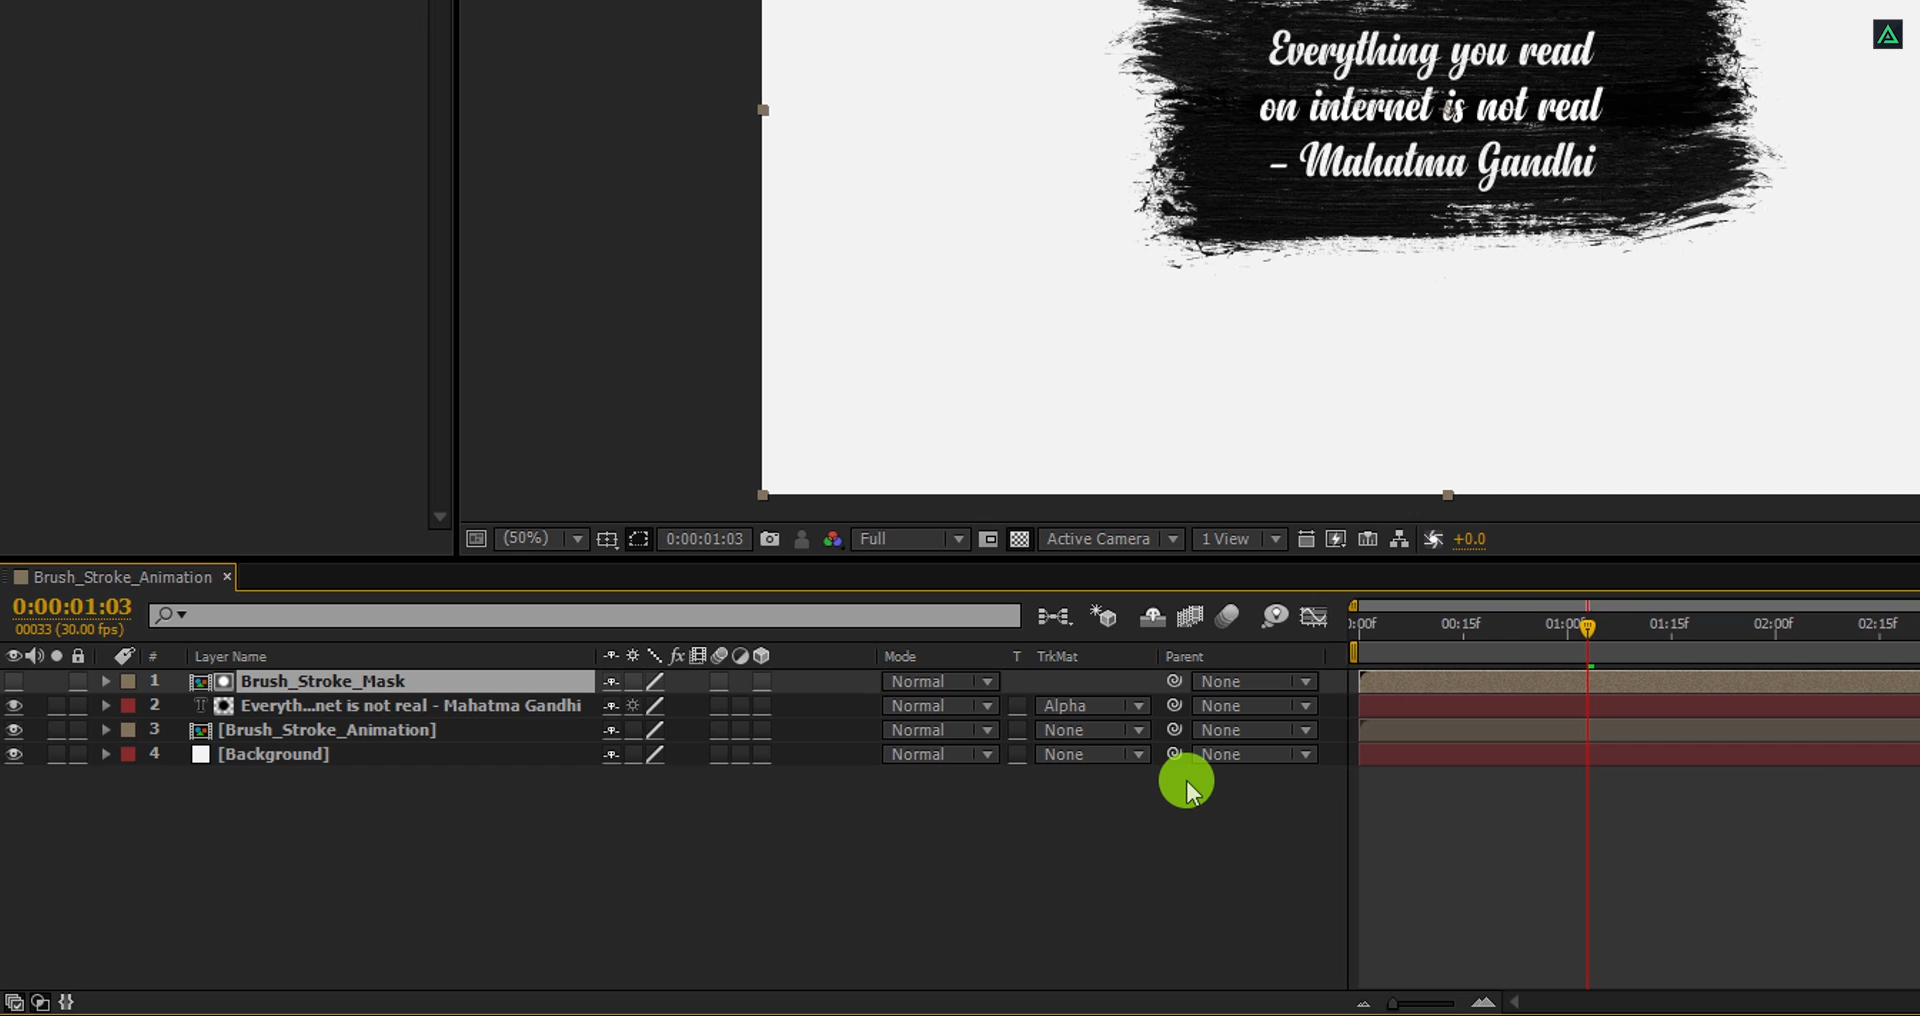 Everything you read
on internet is not real
- Mahatma Gandhi
(50%) 0:00:01:03 Full Active Camera 1 View +0.0
Brush_Stroke_Animation ×
0:00:01:03
00033 (30.00 fps)
):00f 00:15f 01:00f 01:15f 02:00f 02:15f
# Layer Name fx Mode T TrkMat Parent
1 Brush_Stroke_Mask Normal None
2 T Everyth...net is not real - Mahatma Gandhi Normal Alpha None
3 [Brush_Stroke_Animation] Normal None None
4 [Background] Normal None None